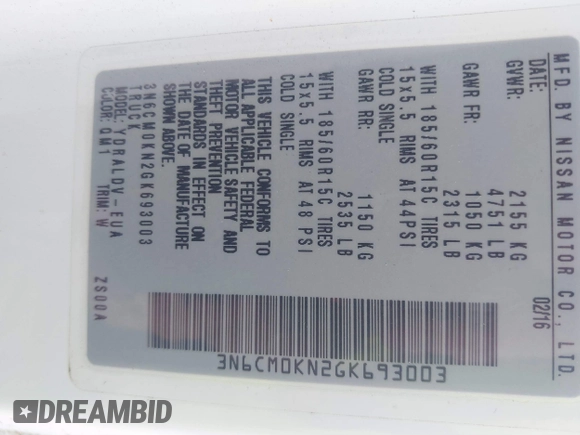 MFD. BY NISSAN MOTOR CO., LTD.
DATE: 02/16
GVWR: 2155 KG
4751 LB
GAWR FR: 1050 KG
2315 LB
WITH 185/60R15C TIRES
15x5.5 RIMS AT 44PSI
COLD SINGLE
GAWR RR: 1150 KG
2535 LB
WITH 185/60R15C TIRES
15x5.5 RIMS AT 48 PSI
COLD SINGLE
THIS VEHICLE CONFORMS TO
ALL APPLICABLE FEDERAL
MOTOR VEHICLE SAFETY AND
THEFT PREVENTION
STANDARDS IN EFFECT ON
THE DATE OF MANUFACTURE
SHOWN ABOVE.
3N6CM0KN2GK693003
TRUCK
MODEL: YDRALDV-EUA
COLOR: QM1 TRIM: W
ZS00A
3N6CM0KN2GK693003
DREAMBID